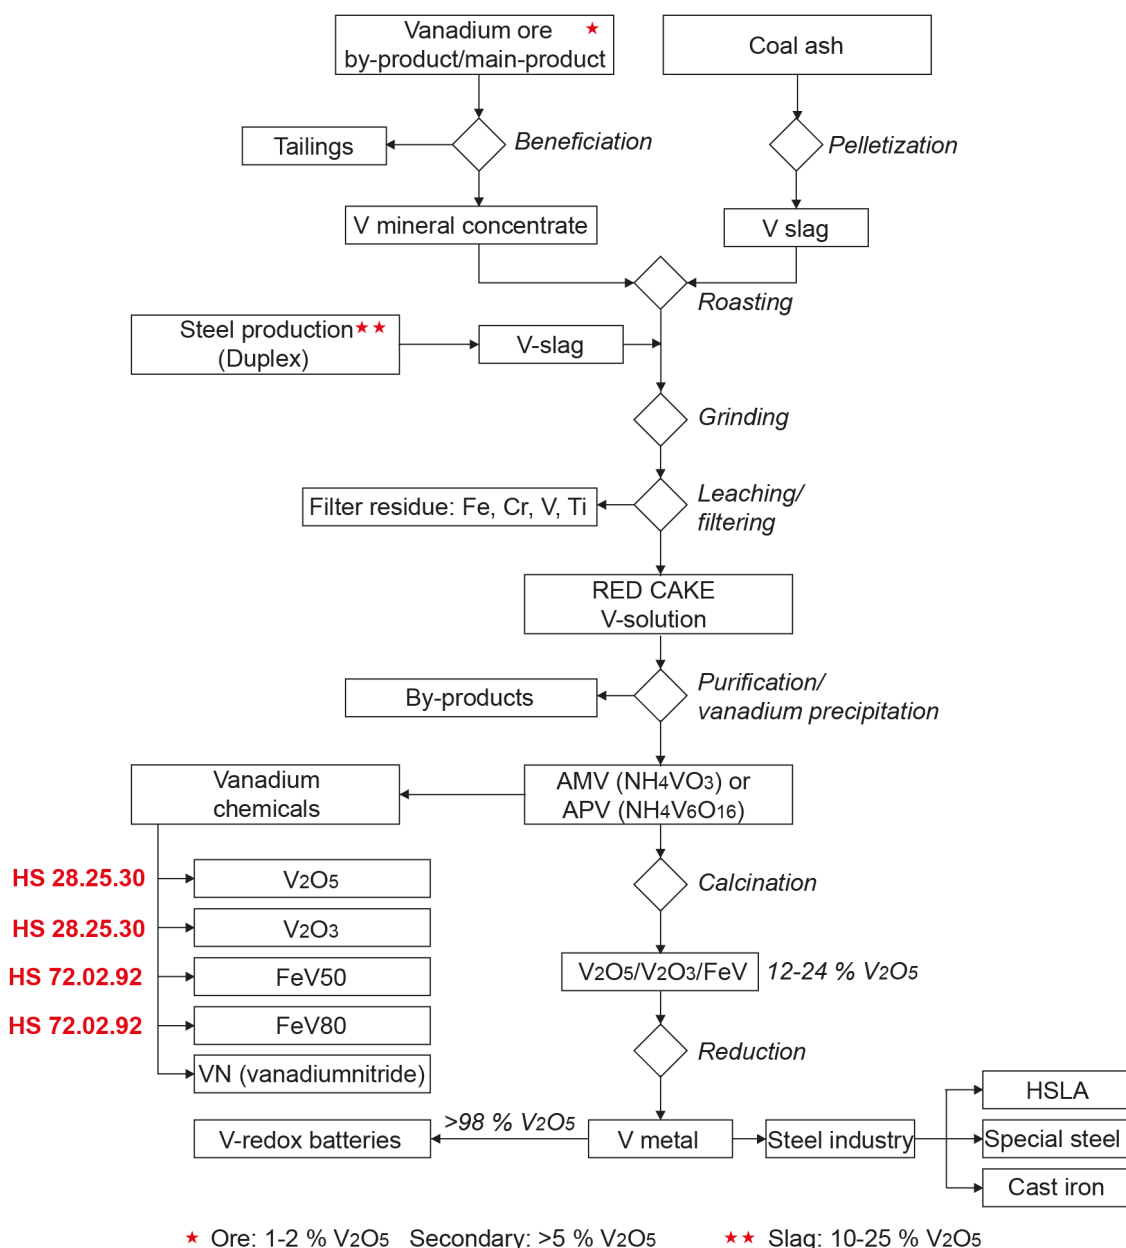 Vanadium ore ★
by-product/main-product
Coal ash
Tailings
Beneficiation
Pelletization
V mineral concentrate
V slag
Roasting
Steel production ★★
(Duplex)
V-slag
Grinding
Filter residue: Fe, Cr, V, Ti
Leaching/
filtering
RED CAKE
V-solution
By-products
Purification/
vanadium precipitation
Vanadium
chemicals
AMV (NH4VO3) or
APV (NH4V6O16)
HS 28.25.30
V2O5
Calcination
HS 28.25.30
V2O3
HS 72.02.92
FeV50
V2O5/V2O3/FeV
12-24 % V2O5
HS 72.02.92
FeV80
Reduction
VN (vanadiumnitride)
HSLA
V-redox batteries
>98 % V2O5
V metal
Steel industry
Special steel
Cast iron
★ Ore: 1-2 % V2O5 Secondary: >5 % V2O5 ★★ Slag: 10-25 % V2O5